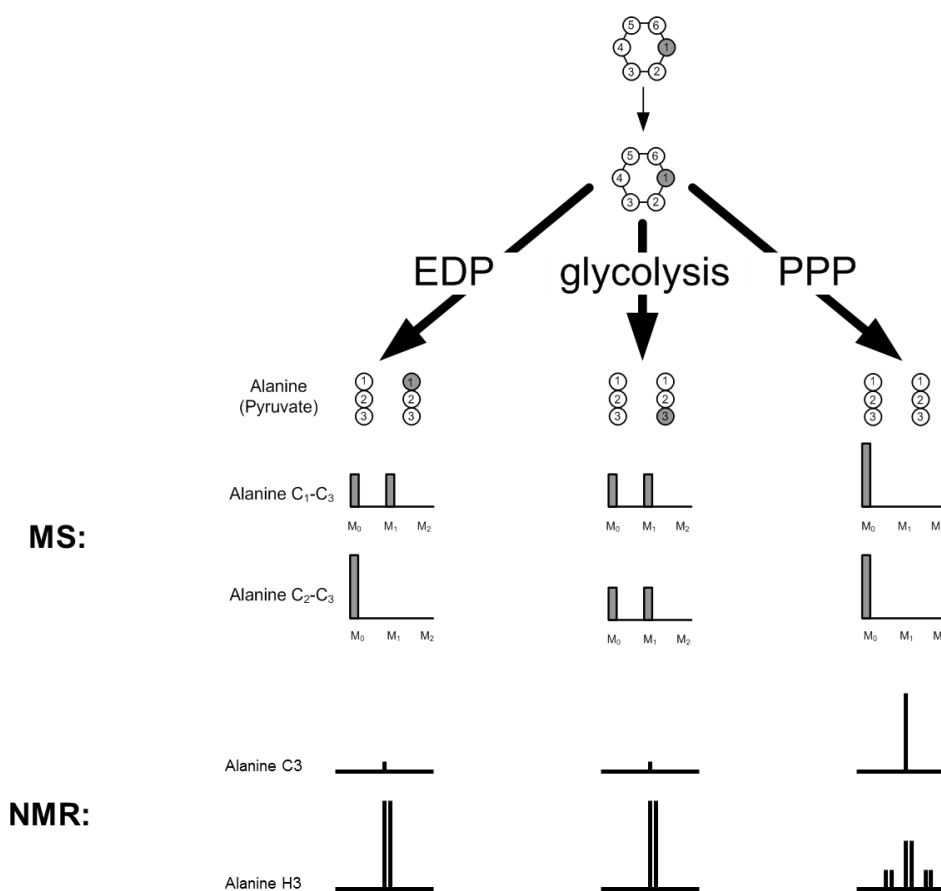 5 6
4 1
3 2
5 6
4 1
3 2
EDP glycolysis PPP
Alanine
(Pyruvate)
1 1 1 1 1 1
2 2 2 2 2 2
3 3 3 3 3 3
Alanine C1-C3
M0 M1 M2 M0 M1 M2 M0 M1
MS:
Alanine C2-C3
M0 M1 M2 M0 M1 M2 M0 M1
Alanine C3
NMR:
Alanine H3